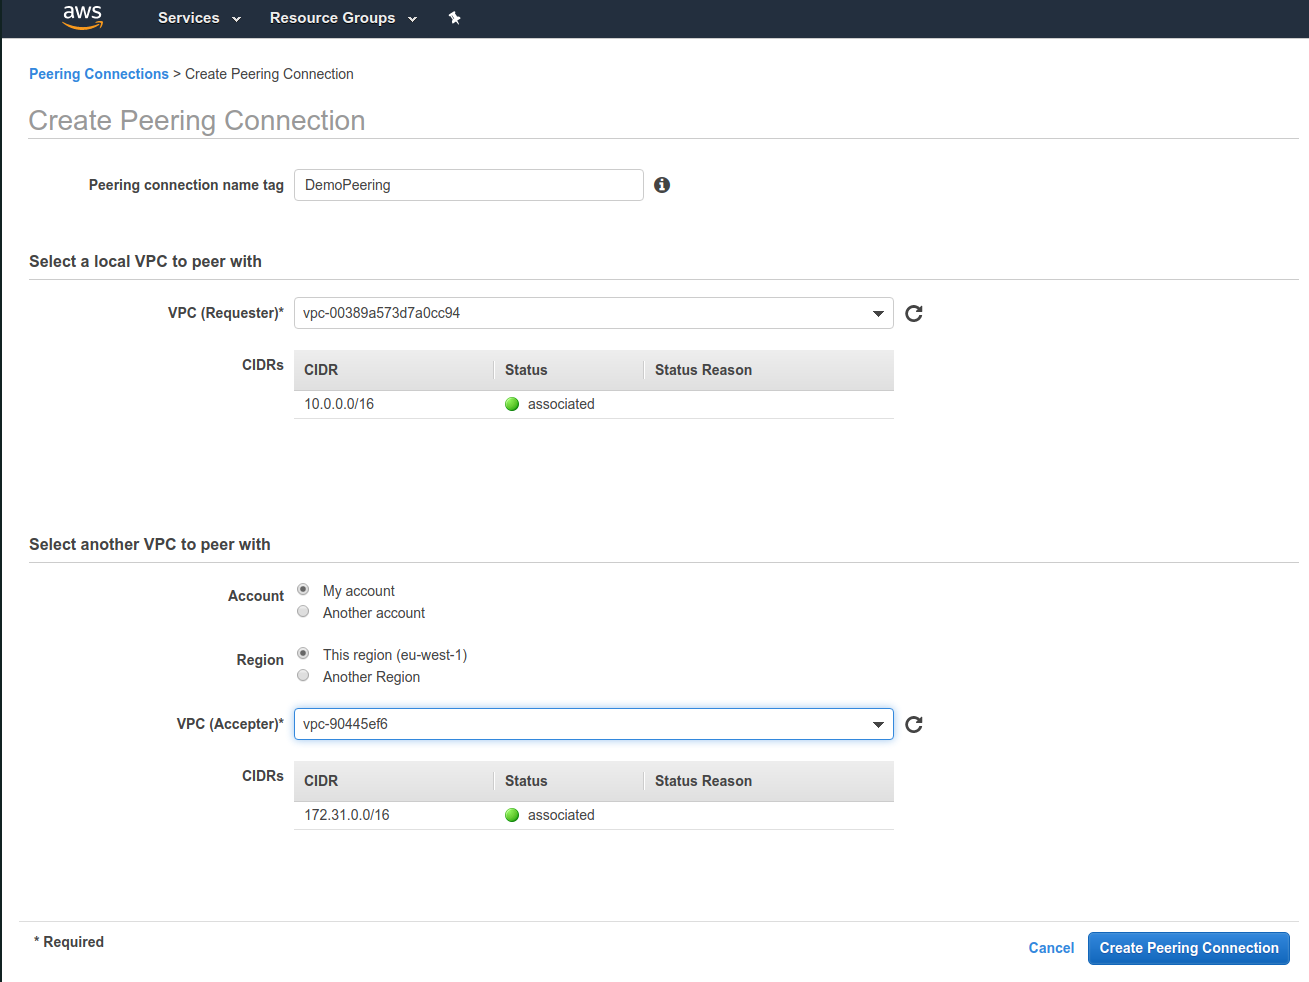 aws Services Resource Groups
Peering Connections > Create Peering Connection
Create Peering Connection
Peering connection name tag DemoPeering
Select a local VPC to peer with
VPC (Requester)* vpc-00389a573d7a0cc94
CIDRs CIDR Status Status Reason
10.0.0.0/16 associated
Select another VPC to peer with
Account My account
Another account
Region This region (eu-west-1)
Another Region
VPC (Accepter)* vpc-90445ef6
CIDRs CIDR Status Status Reason
172.31.0.0/16 associated
* Required
Cancel Create Peering Connection